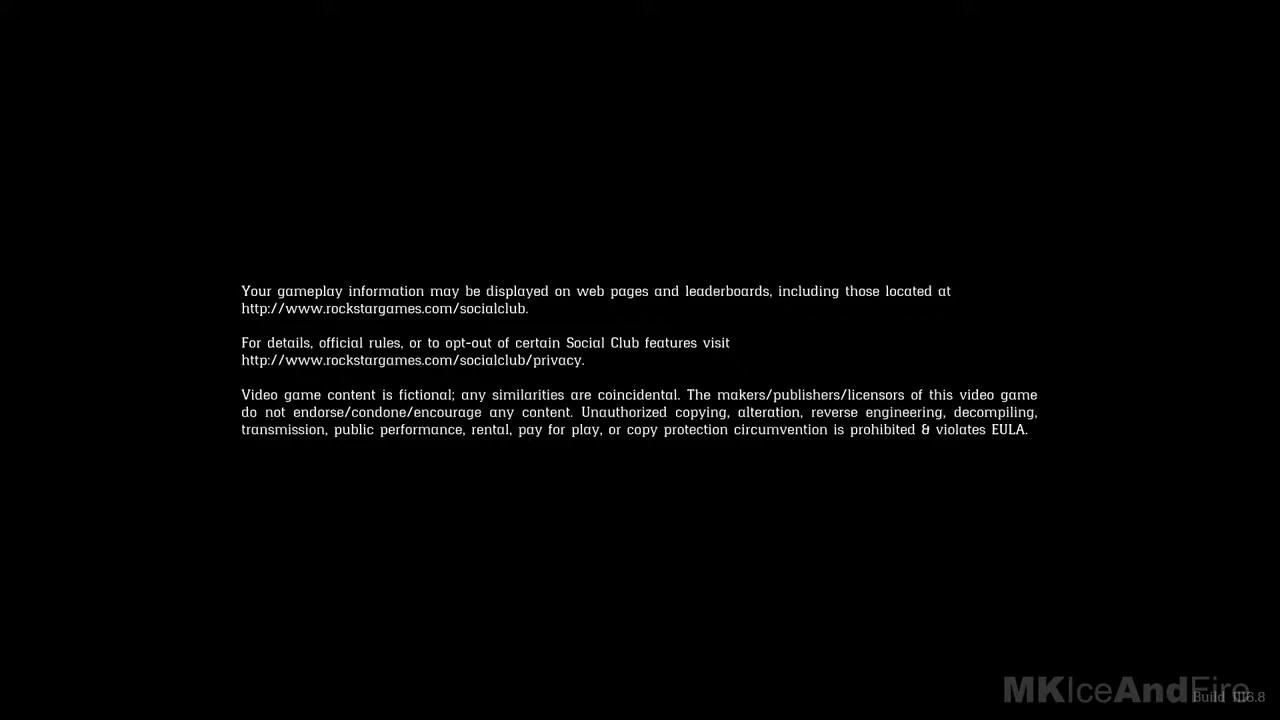 Your gameplay information may be displayed on web pages and leaderboards, including those located at
http://www.rockstargames.com/socialclub.
For details, official rules, or to opt-out of certain Social Club features visit
http://www.rockstargames.com/socialclub/privacy.
Video game content is fictional; any similarities are coincidental. The makers/publishers/licensors of this video game
do not endorse/condone/encourage any content. Unauthorized copying, alteration, reverse engineering, decompiling,
transmission, public performance, rental, pay for play, or copy protection circumvention is prohibited & violates EULA.
MKIceAndFire
Build